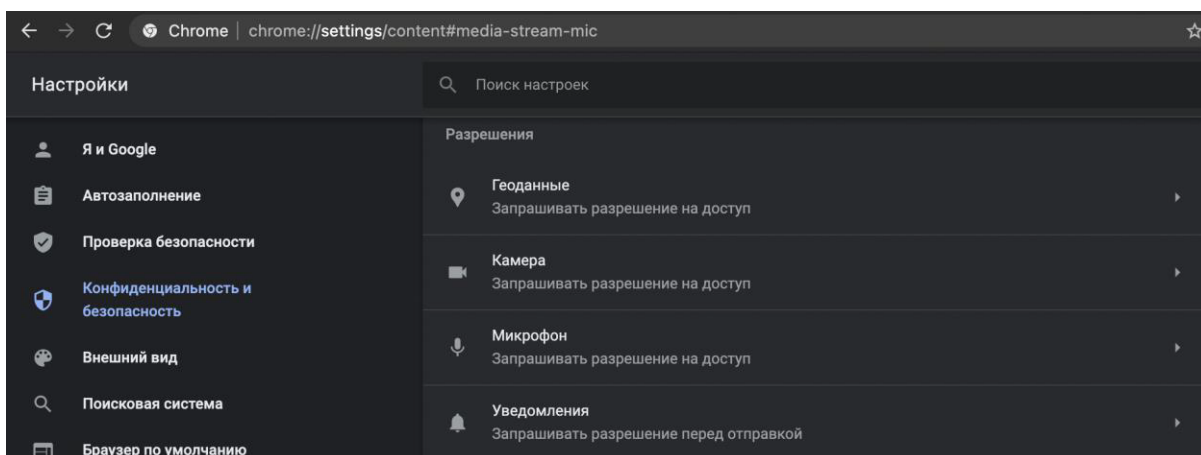 Chrome | chrome://settings/content#media-stream-mic
Настройки
Поиск настроек
Я и Google
Автозаполнение
Проверка безопасности
Конфиденциальность и
безопасность
Внешний вид
Поисковая система
Браузер по умолчанию
Разрешения
Геоданные
Запрашивать разрешение на доступ
Камера
Запрашивать разрешение на доступ
Микрофон
Запрашивать разрешение на доступ
Уведомления
Запрашивать разрешение перед отправкой